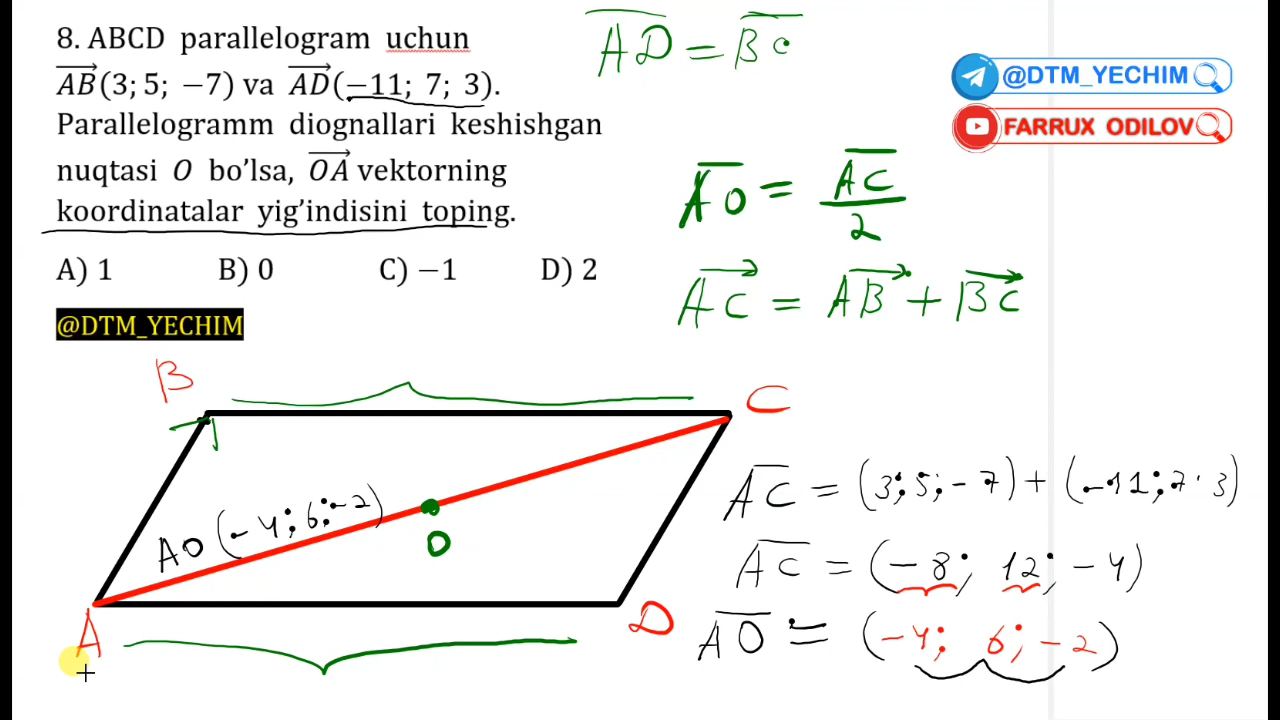 8. ABCD parallelogram uchun
AB(3; 5; −7) va AD(−11; 7; 3).
Parallelogramm diognallari keshishgan
nuqtasi O bo’lsa, OA vektorning
koordinatalar yig’indisini toping.
A) 1 B) 0 C) −1 D) 2
@DTM_YECHIM
AD = BC
@DTM_YECHIM
FARRUX ODILOV
AO = AC/2
AC = AB + BC
B
C
AO (-4; 6; -2)
O
A
D
AC = (3; 5; -7) + (-11; 7; 3)
AC = (-8; 12; -4)
AO = (-4; 6; -2)